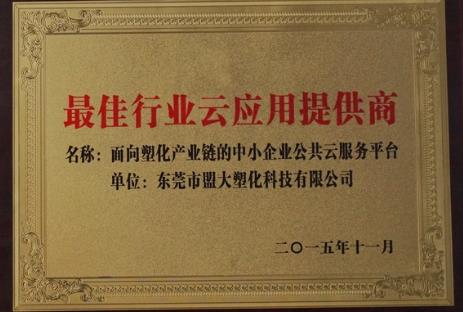 最佳行业云应用提供商
名称：面向塑化产业链的中小企业公共云服务平台
单位：东莞市盟大塑化科技有限公司
二〇一五年十一月